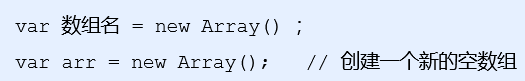 var 数组名 = new Array() ;
var arr = new Array();   // 创建一个新的空数组